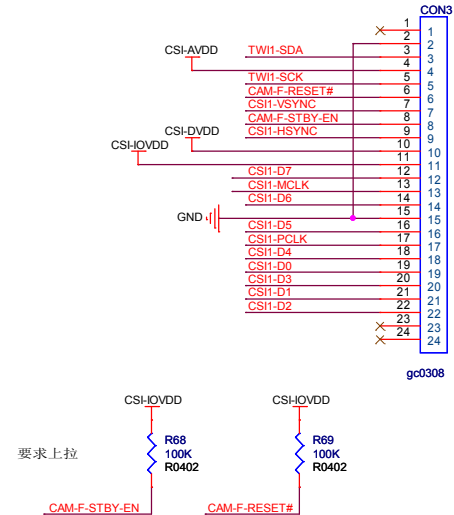 CON3
1 1
2 2
CSI-AVDD TWI1-SDA 3 3
4 4
TWI1-SCK 5 5
CAM-F-RESET# 6 6
CSI1-VSYNC 7 7
CAM-F-STBY-EN 8 8
CSI-DVDD CSI1-HSYNC 9 9
CSI-IOVDD 10 10
11 11
CSI1-D7 12 12
CSI1-MCLK 13 13
CSI1-D6 14 14
GND 15 15
CSI1-D5 16 16
CSI1-PCLK 17 17
CSI1-D4 18 18
CSI1-D0 19 19
CSI1-D3 20 20
CSI1-D1 21 21
CSI1-D2 22 22
23 23
24 24
gc0308
CSI-IOVDD CSI-IOVDD
R68 R69
要求上拉 100K 100K
R0402 R0402
CAM-F-STBY-EN CAM-F-RESET#